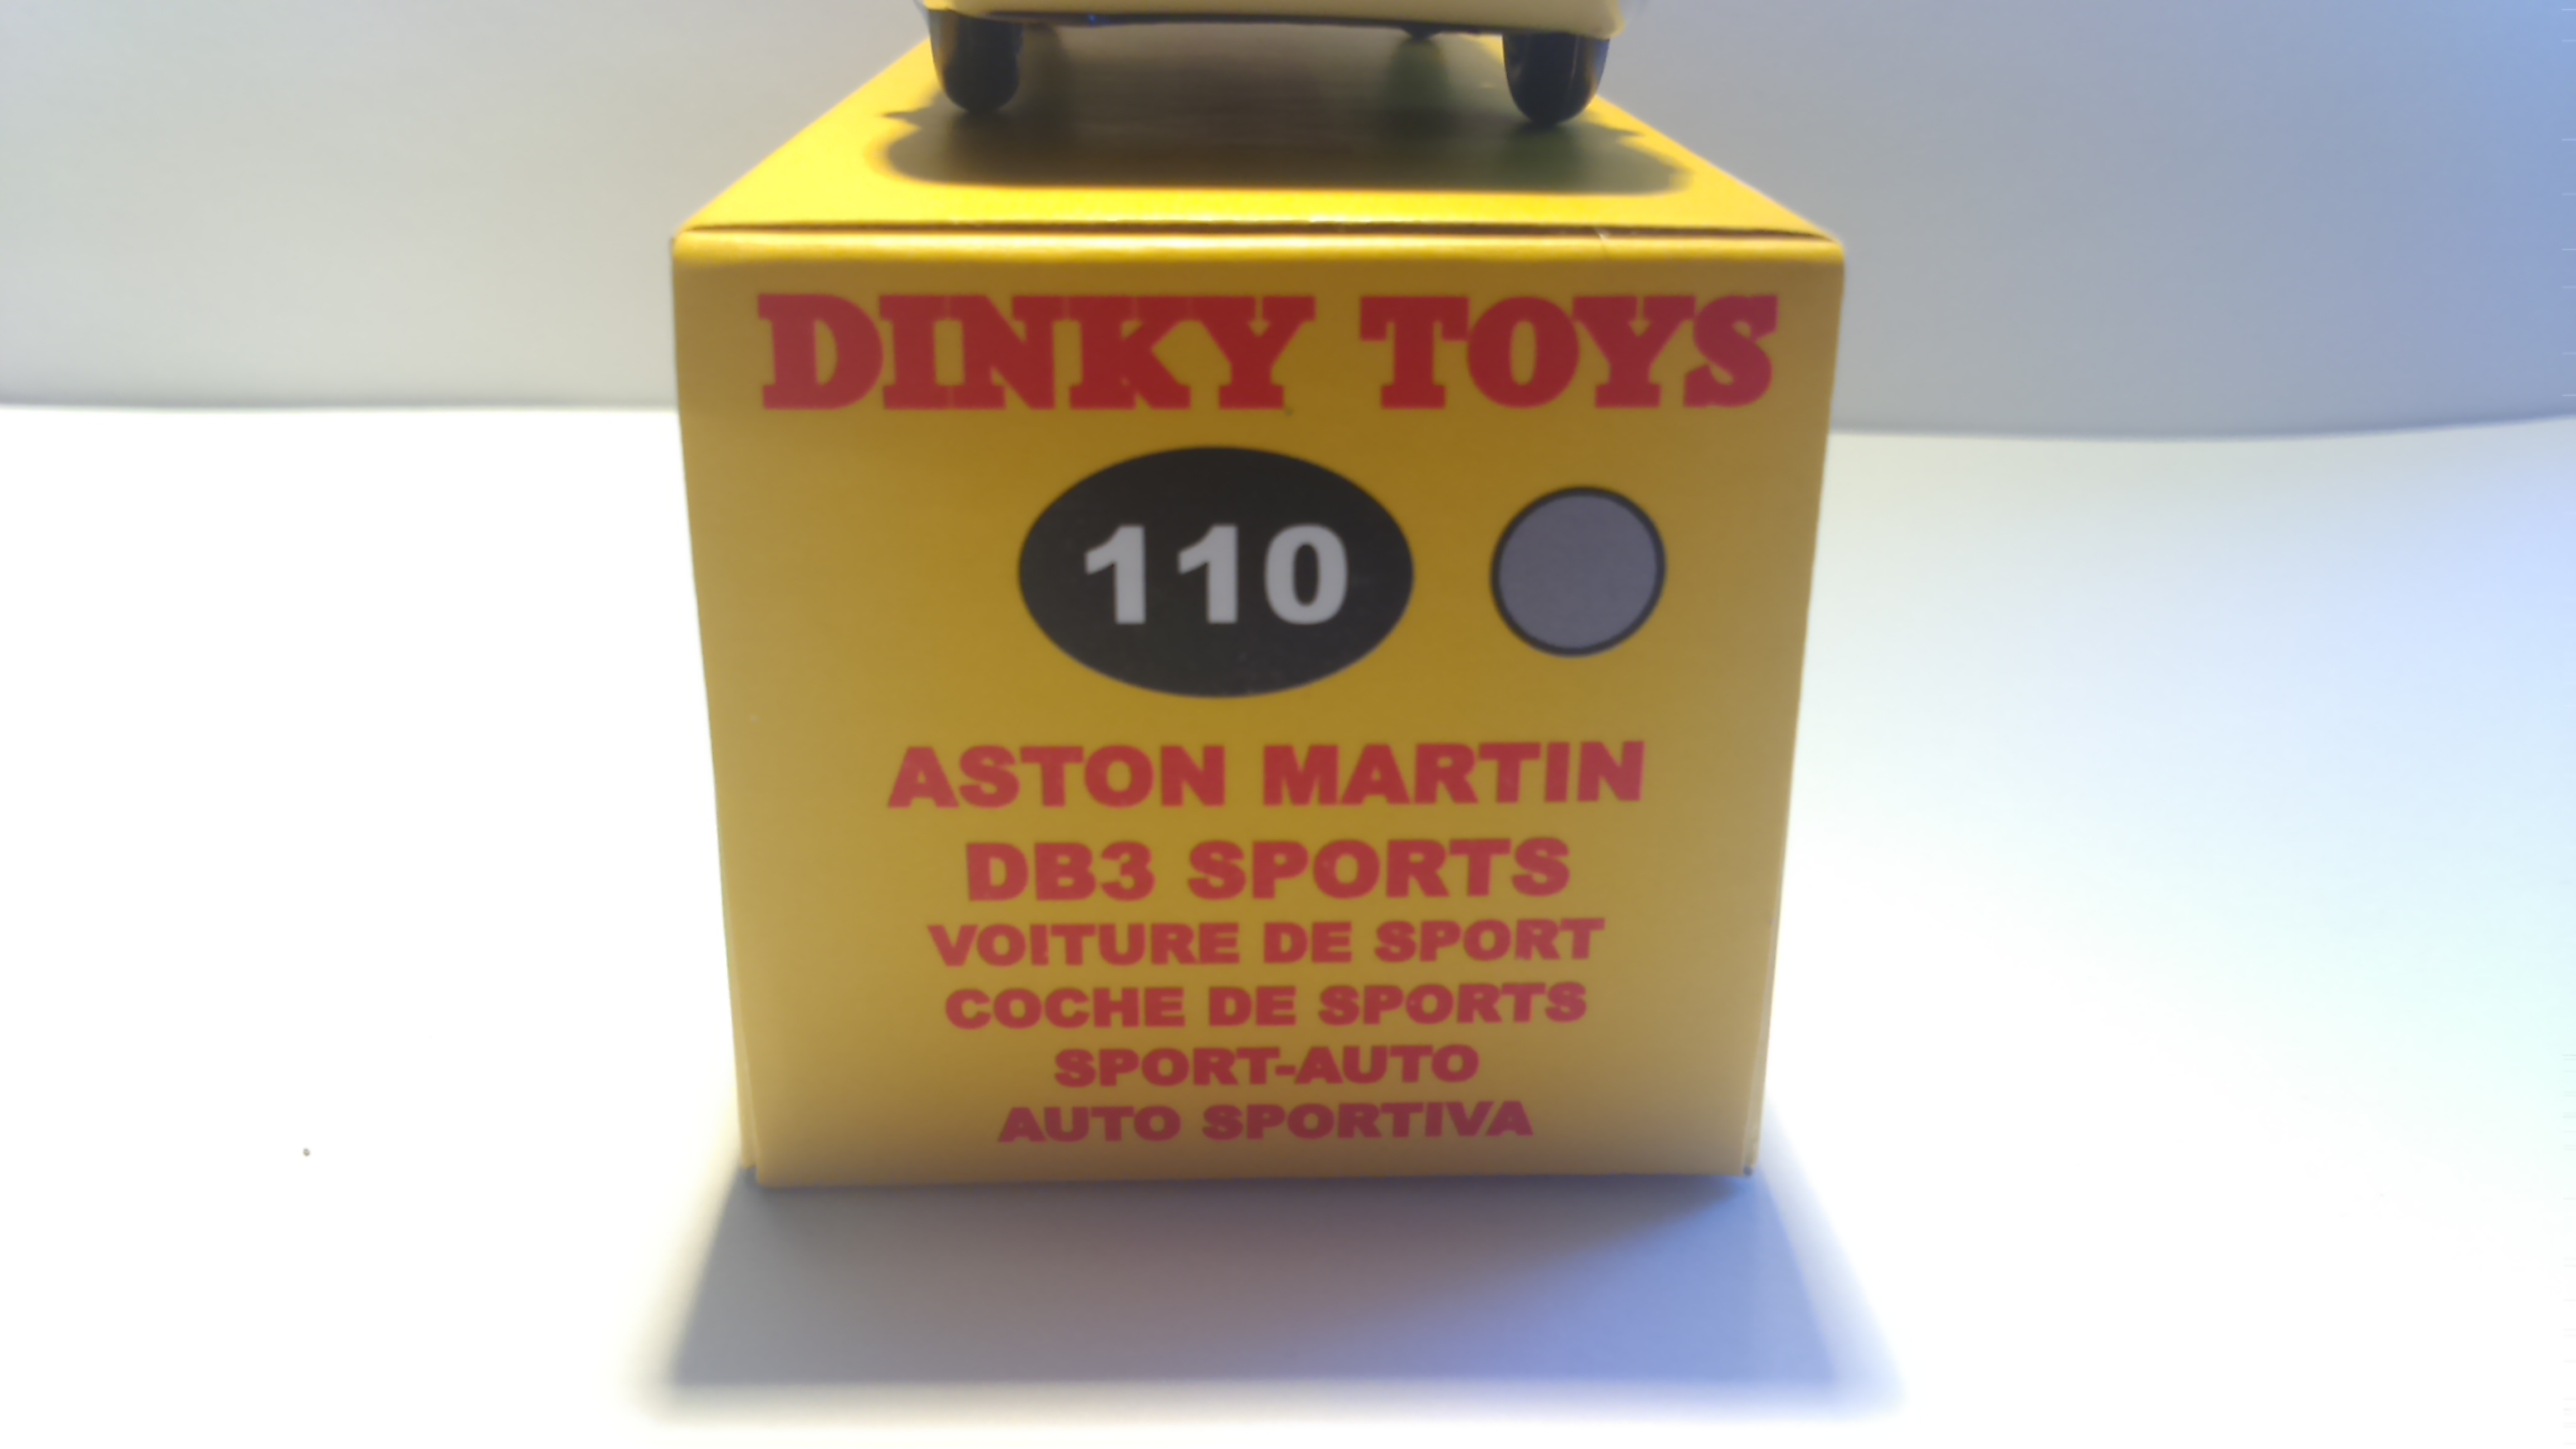 DINKY TOYS
110
ASTON MARTIN
DB3 SPORTS
VOITURE DE SPORT
COCHE DE SPORTS
SPORT-AUTO
AUTO SPORTIVA